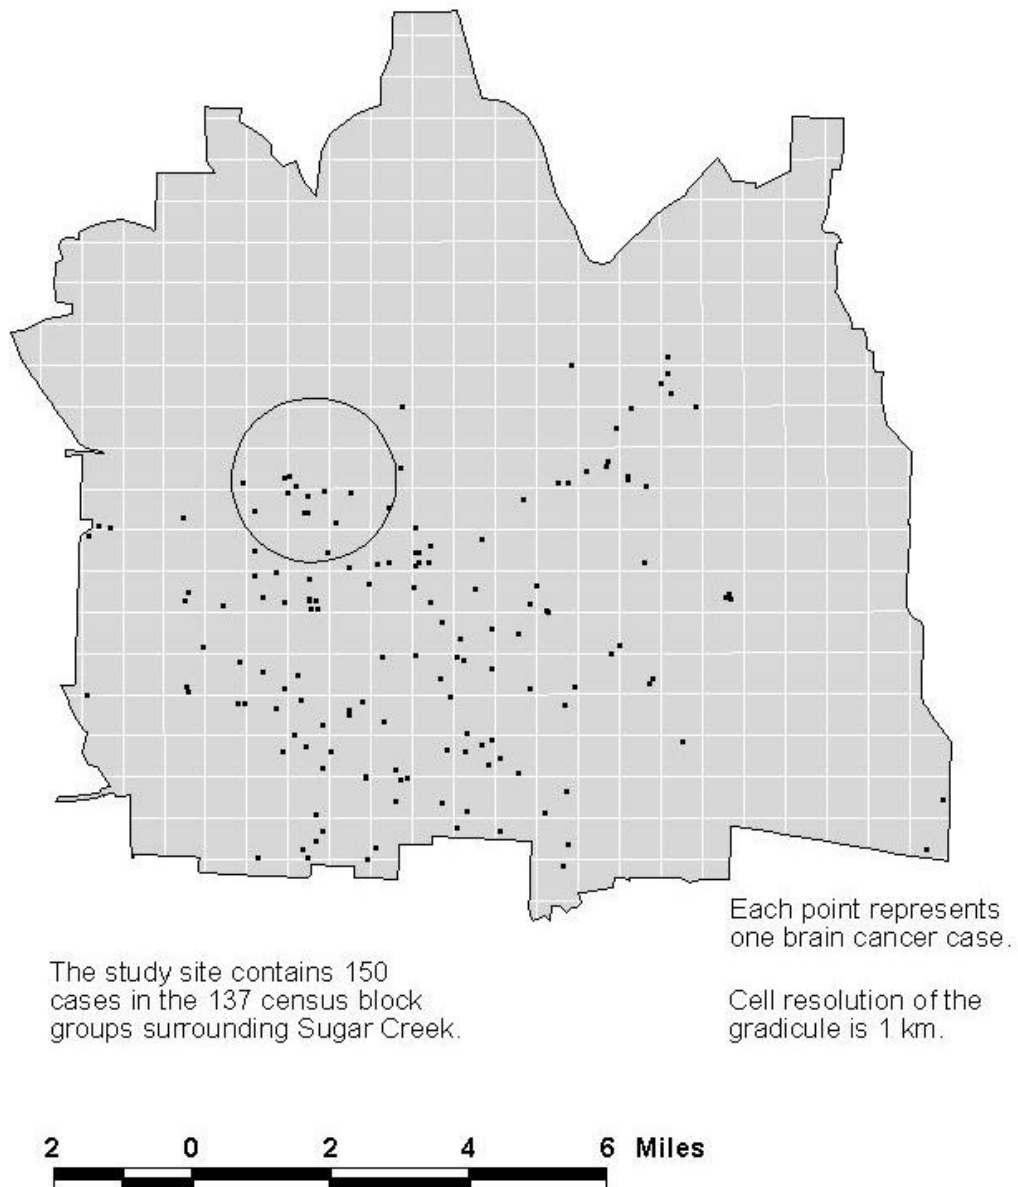 Each point represents
one brain cancer case.
The study site contains 150
cases in the 137 census block
groups surrounding Sugar Creek.
Cell resolution of the
gradicule is 1 km.
2 0 2 4 6 Miles